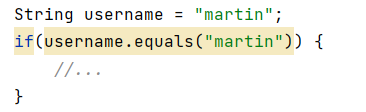 String username = "martin";
if(username.equals("martin")) {
    //...
}